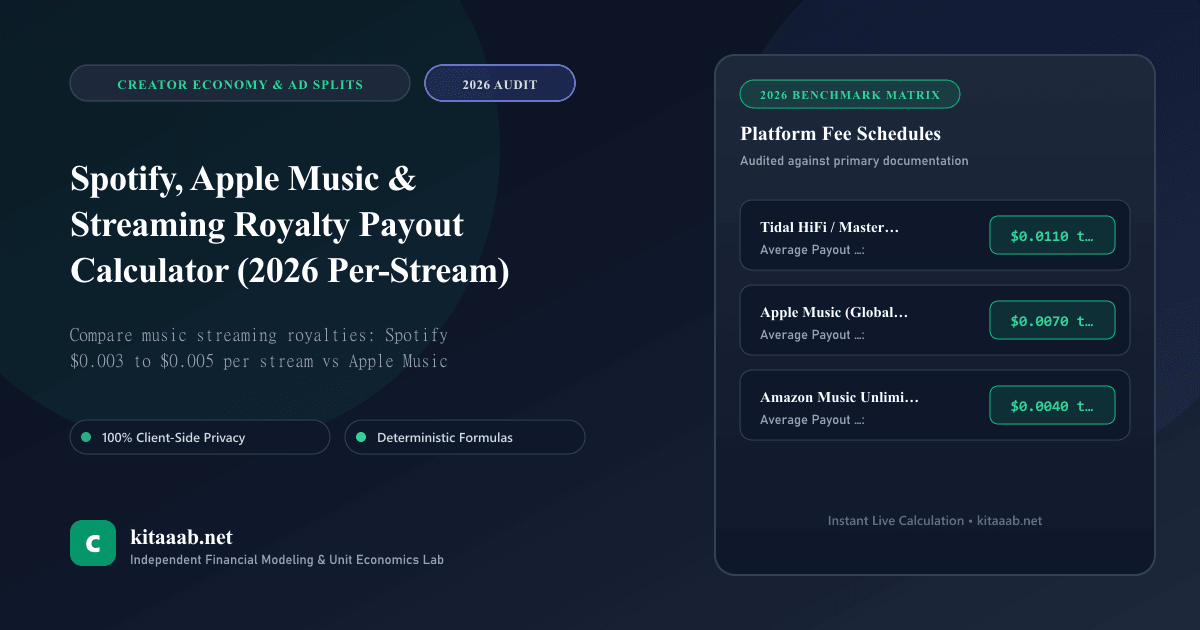 CREATOR ECONOMY & AD SPLITS
2026 AUDIT
Spotify, Apple Music &
Streaming Royalty Payout
Calculator (2026 Per-Stream)
Compare music streaming royalties: Spotify
$0.003 to $0.005 per stream vs Apple Music
100% Client-Side Privacy
Deterministic Formulas
C
kitaaab.net
Independent Financial Modeling & Unit Economics Lab
2026 BENCHMARK MATRIX
Platform Fee Schedules
Audited against primary documentation
Tidal HiFi / Master…
Average Payout …:
$0.0110 t…
Apple Music (Global…
Average Payout …:
$0.0070 t…
Amazon Music Unlimi…
Average Payout …:
$0.0040 t…
Instant Live Calculation • kitaaab.net